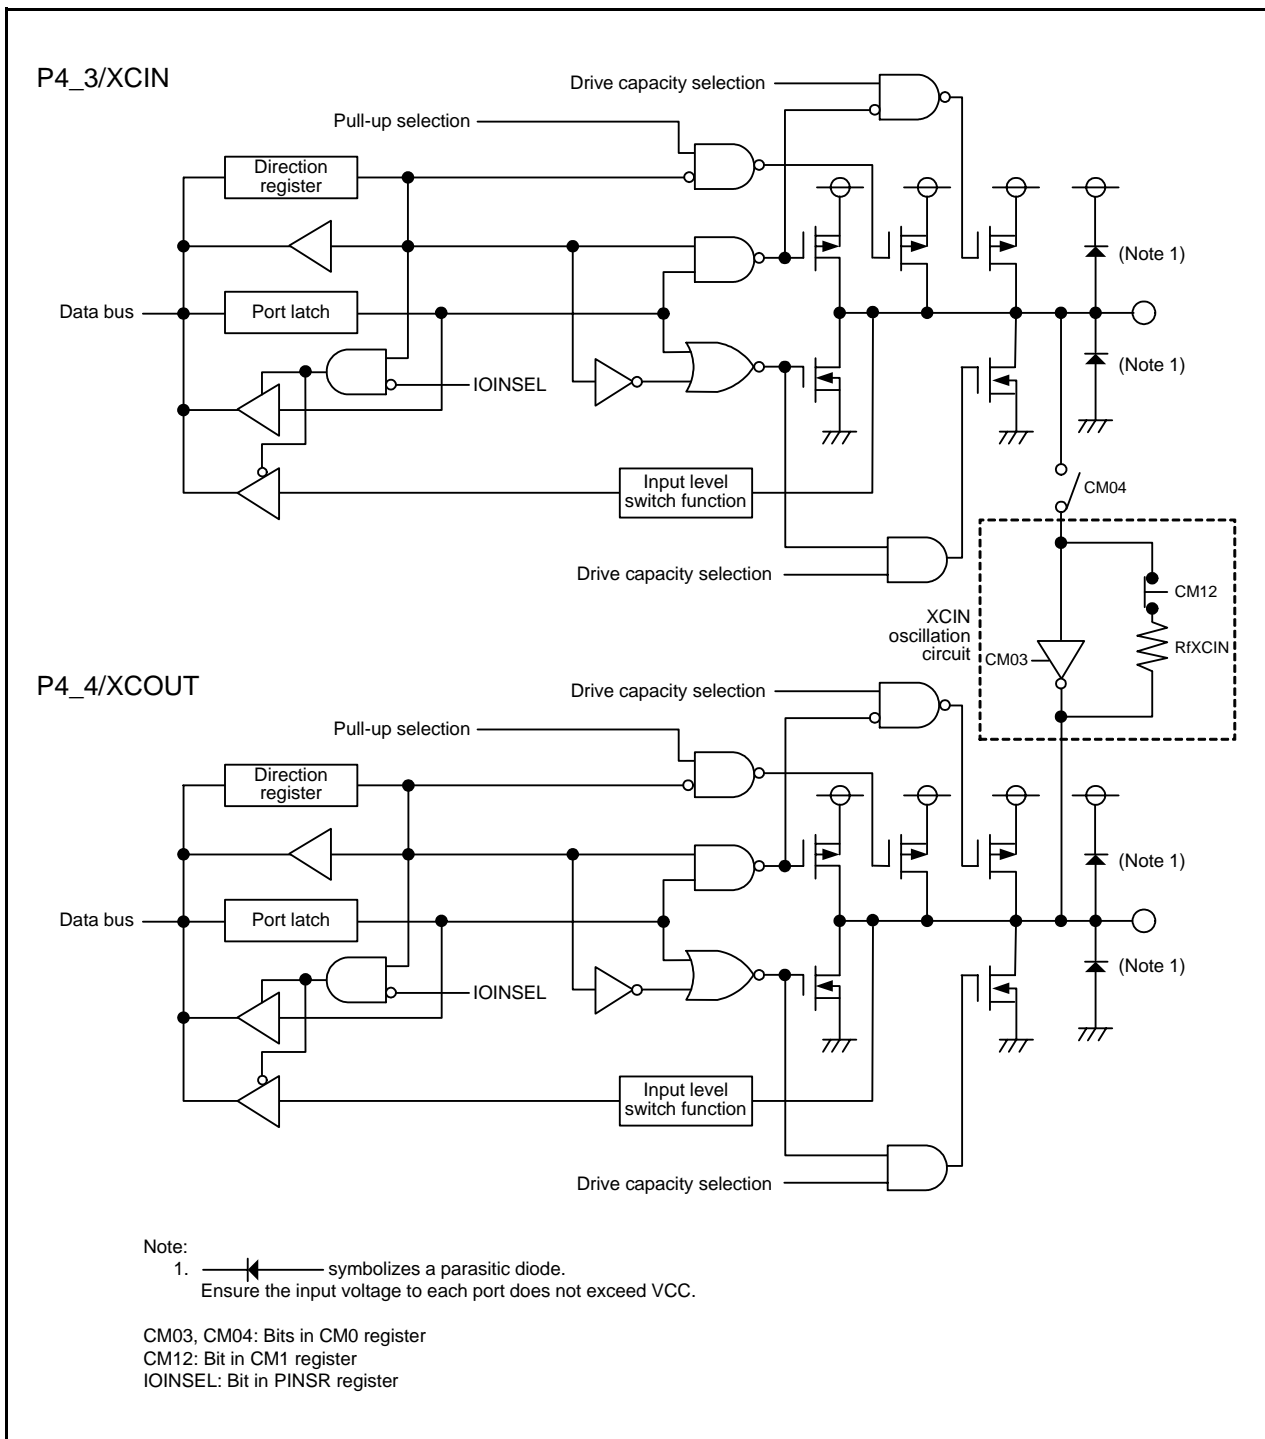 P4_3/XCIN
Drive capacity selection
Pull-up selection
Direction
register
(Note 1)
Data bus
Port latch
(Note 1)
IOINSEL
Input level
switch function
CM04
Drive capacity selection
CM12
XCIN
oscillation
circuit
CM03
RfXCIN
P4_4/XCOUT
Drive capacity selection
Pull-up selection
Direction
register
(Note 1)
Data bus
Port latch
(Note 1)
IOINSEL
Input level
switch function
Drive capacity selection
Note:
1. symbolizes a parasitic diode.
Ensure the input voltage to each port does not exceed VCC.
CM03, CM04: Bits in CM0 register
CM12: Bit in CM1 register
IOINSEL: Bit in PINSR register